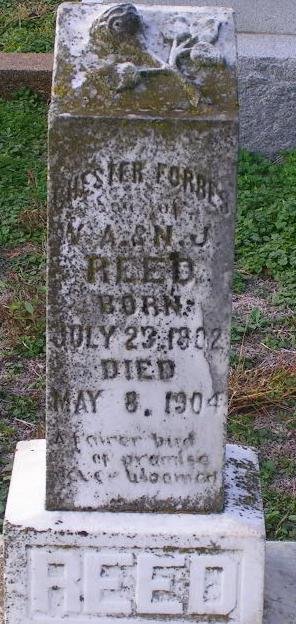 CHESTER FORBES
Son of
W. A. & N. J.
REED
BORN
JULY 23, 1902
DIED
MAY 8, 1904
A fairer bud
of promise
never bloomed
REED